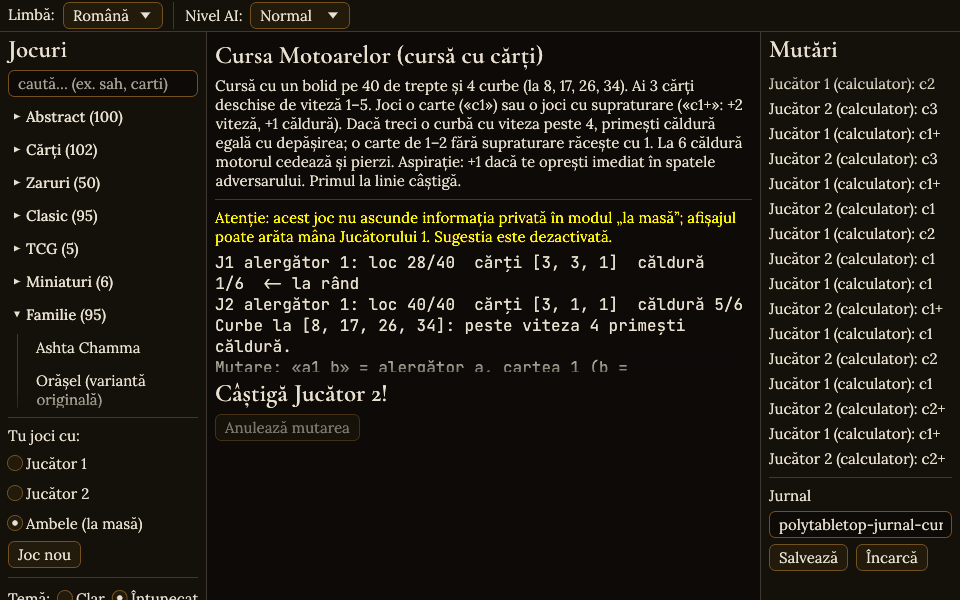 Limbă: Română Nivel AI: Normal
Jocuri
caută... (ex. sah, carti)
Abstract (100)
Cărți (102)
Zaruri (50)
Clasic (95)
TCG (5)
Miniaturi (6)
Familie (95)
Ashta Chamma
Orășel (variantă
originală)
Tu joci cu:
Jucător 1
Jucător 2
Ambele (la masă)
Joc nou
Temă: Clar Întunecat
Cursa Motoarelor (cursă cu cărți)
Cursă cu un bolid pe 40 de trepte și 4 curbe (la 8, 17, 26, 34). Ai 3 cărți
deschise de viteză 1–5. Joci o carte («c1») sau o joci cu supraturare («c1+»: +2
viteză, +1 căldură). Dacă treci o curbă cu viteza peste 4, primești căldură
egală cu depășirea; o carte de 1–2 fără supraturare răcește cu 1. La 6 căldură
motorul cedează și pierzi. Aspirație: +1 dacă te oprești imediat în spatele
adversarului. Primul la linie câștigă.
Atenție: acest joc nu ascunde informația privată în modul „la masă”; afișajul
poate arăta mâna Jucătorului 1. Sugestia este dezactivată.
J1 alergător 1: loc 28/40 cărți [3, 3, 1] căldură
1/6 ← la rând
J2 alergător 1: loc 40/40 cărți [3, 1, 1] căldură 5/6
Curbe la [8, 17, 26, 34]: peste viteza 4 primești
căldură.
Mutare: «a1 b» = alergător a, cartea 1 (b =
Câștigă Jucător 2!
Anulează mutarea
Mutări
Jucător 1 (calculator): c2
Jucător 2 (calculator): c3
Jucător 1 (calculator): c1+
Jucător 2 (calculator): c3
Jucător 1 (calculator): c1+
Jucător 2 (calculator): c1
Jucător 1 (calculator): c2
Jucător 2 (calculator): c1
Jucător 1 (calculator): c1
Jucător 2 (calculator): c1+
Jucător 1 (calculator): c1
Jucător 2 (calculator): c2
Jucător 1 (calculator): c1
Jucător 2 (calculator): c2+
Jucător 1 (calculator): c1+
Jucător 2 (calculator): c2+
Jurnal
polytabletop-jurnal-cur
Salvează Încarcă